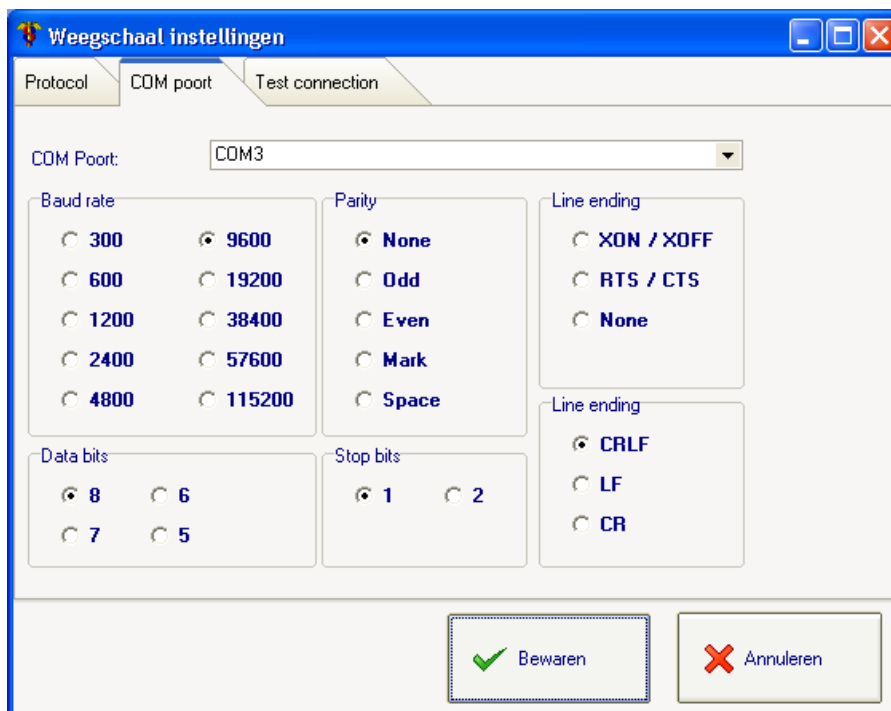 Weegschaal instellingen
Protocol
COM poort
Test connection
COM Poort:
COM3
Baud rate
300
9600
600
19200
1200
38400
2400
57600
4800
115200
Parity
None
Odd
Even
Mark
Space
Line ending
XON / XOFF
RTS / CTS
None
Line ending
CRLF
LF
CR
Data bits
8
6
7
5
Stop bits
1
2
Bewaren
Annuleren